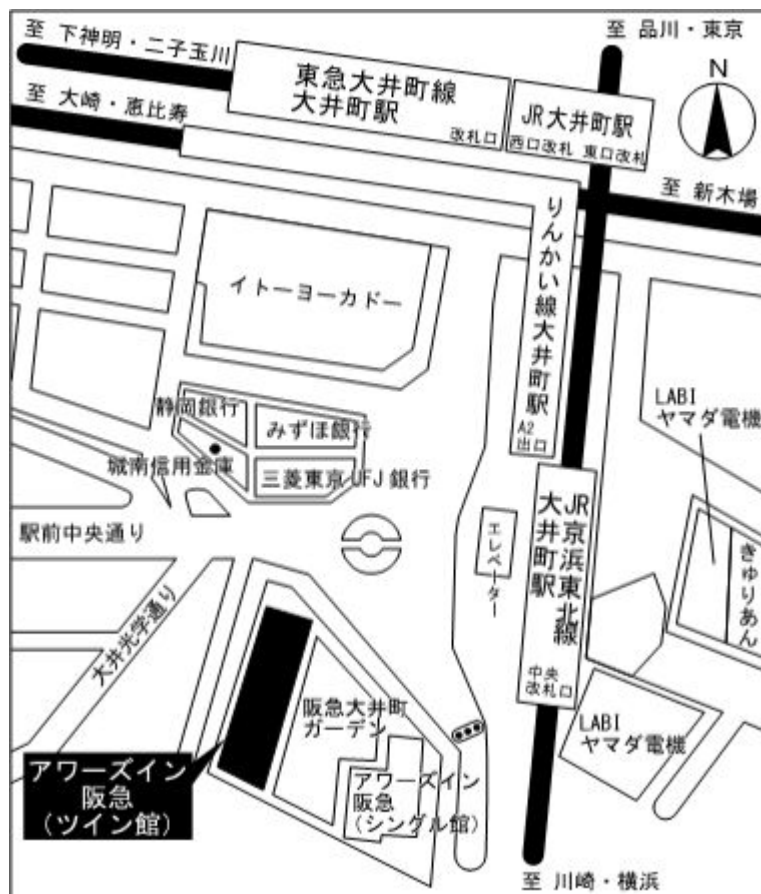 至 下神明・二子玉川
至 品川・東京
東急大井町線
大井町駅
改札口
JR大井町駅
西口改札 東口改札
N
至 大崎・恵比寿
至 新木場
りんかい線大井町駅
A2
出口
イトーヨーカドー
LABI
ヤマダ電機
静岡銀行
みずほ銀行
城南信用金庫
三菱東京UFJ銀行
駅前中央通り
エレベーター
JR京浜東北線
大井町駅
中央
改札口
きゅりあん
大井光学通り
阪急大井町
ガーデン
LABI
ヤマダ電機
アワーズイン
阪急
(ツイン館)
アワーズイン
阪急
(シングル館)
至 川崎・横浜